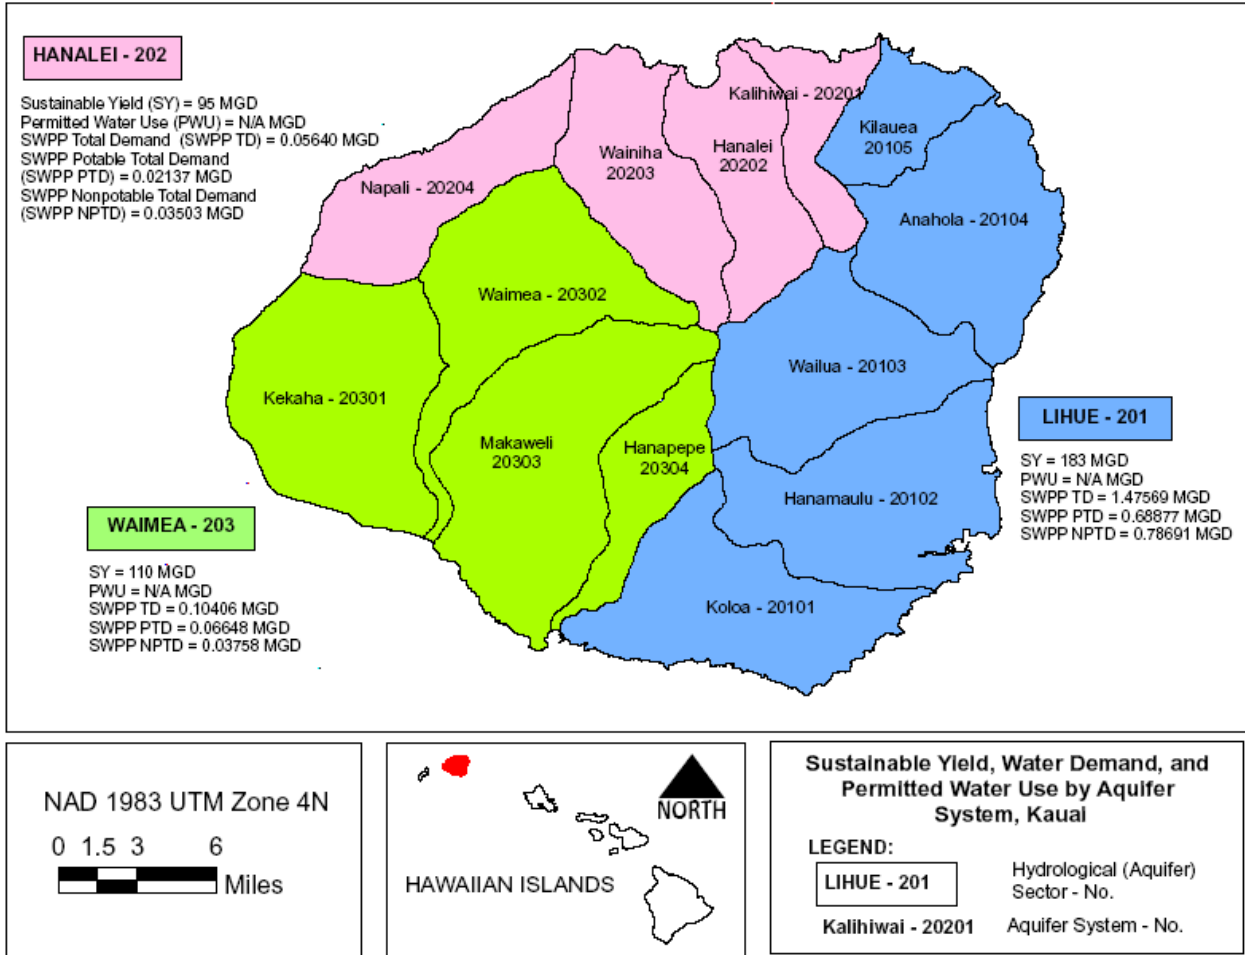 HANALEI - 202
Sustainable Yield (SY) = 95 MGD
Permitted Water Use (PWU) = N/A MGD
SWPP Total Demand (SWPP TD) = 0.05640 MGD
SWPP Potable Total Demand
(SWPP PTD) = 0.02137 MGD
SWPP Nonpotable Total Demand
(SWPP NPTD) = 0.03503 MGD
Kalihiwai - 20201
Kilauea
20105
Hanalei
20202
Wainiha
20203
Napali - 20204
Anahola - 20104
Waimea - 20302
Wailua - 20103
Kekaha - 20301
Makaweli
20303
Hanapepe
20304
Hanamaulu - 20102
Koloa - 20101
LIHUE - 201
SY = 183 MGD
PWU = N/A MGD
SWPP TD = 1.47569 MGD
SWPP PTD = 0.68877 MGD
SWPP NPTD = 0.78691 MGD
WAIMEA - 203
SY = 110 MGD
PWU = N/A MGD
SWPP TD = 0.10406 MGD
SWPP PTD = 0.06648 MGD
SWPP NPTD = 0.03758 MGD
NAD 1983 UTM Zone 4N
0 1.5 3 6
Miles
NORTH
HAWAIIAN ISLANDS
Sustainable Yield, Water Demand, and
Permitted Water Use by Aquifer
System, Kauai
LEGEND:
LIHUE - 201
Hydrological (Aquifer)
Sector - No.
Kalihiwai - 20201
Aquifer System - No.